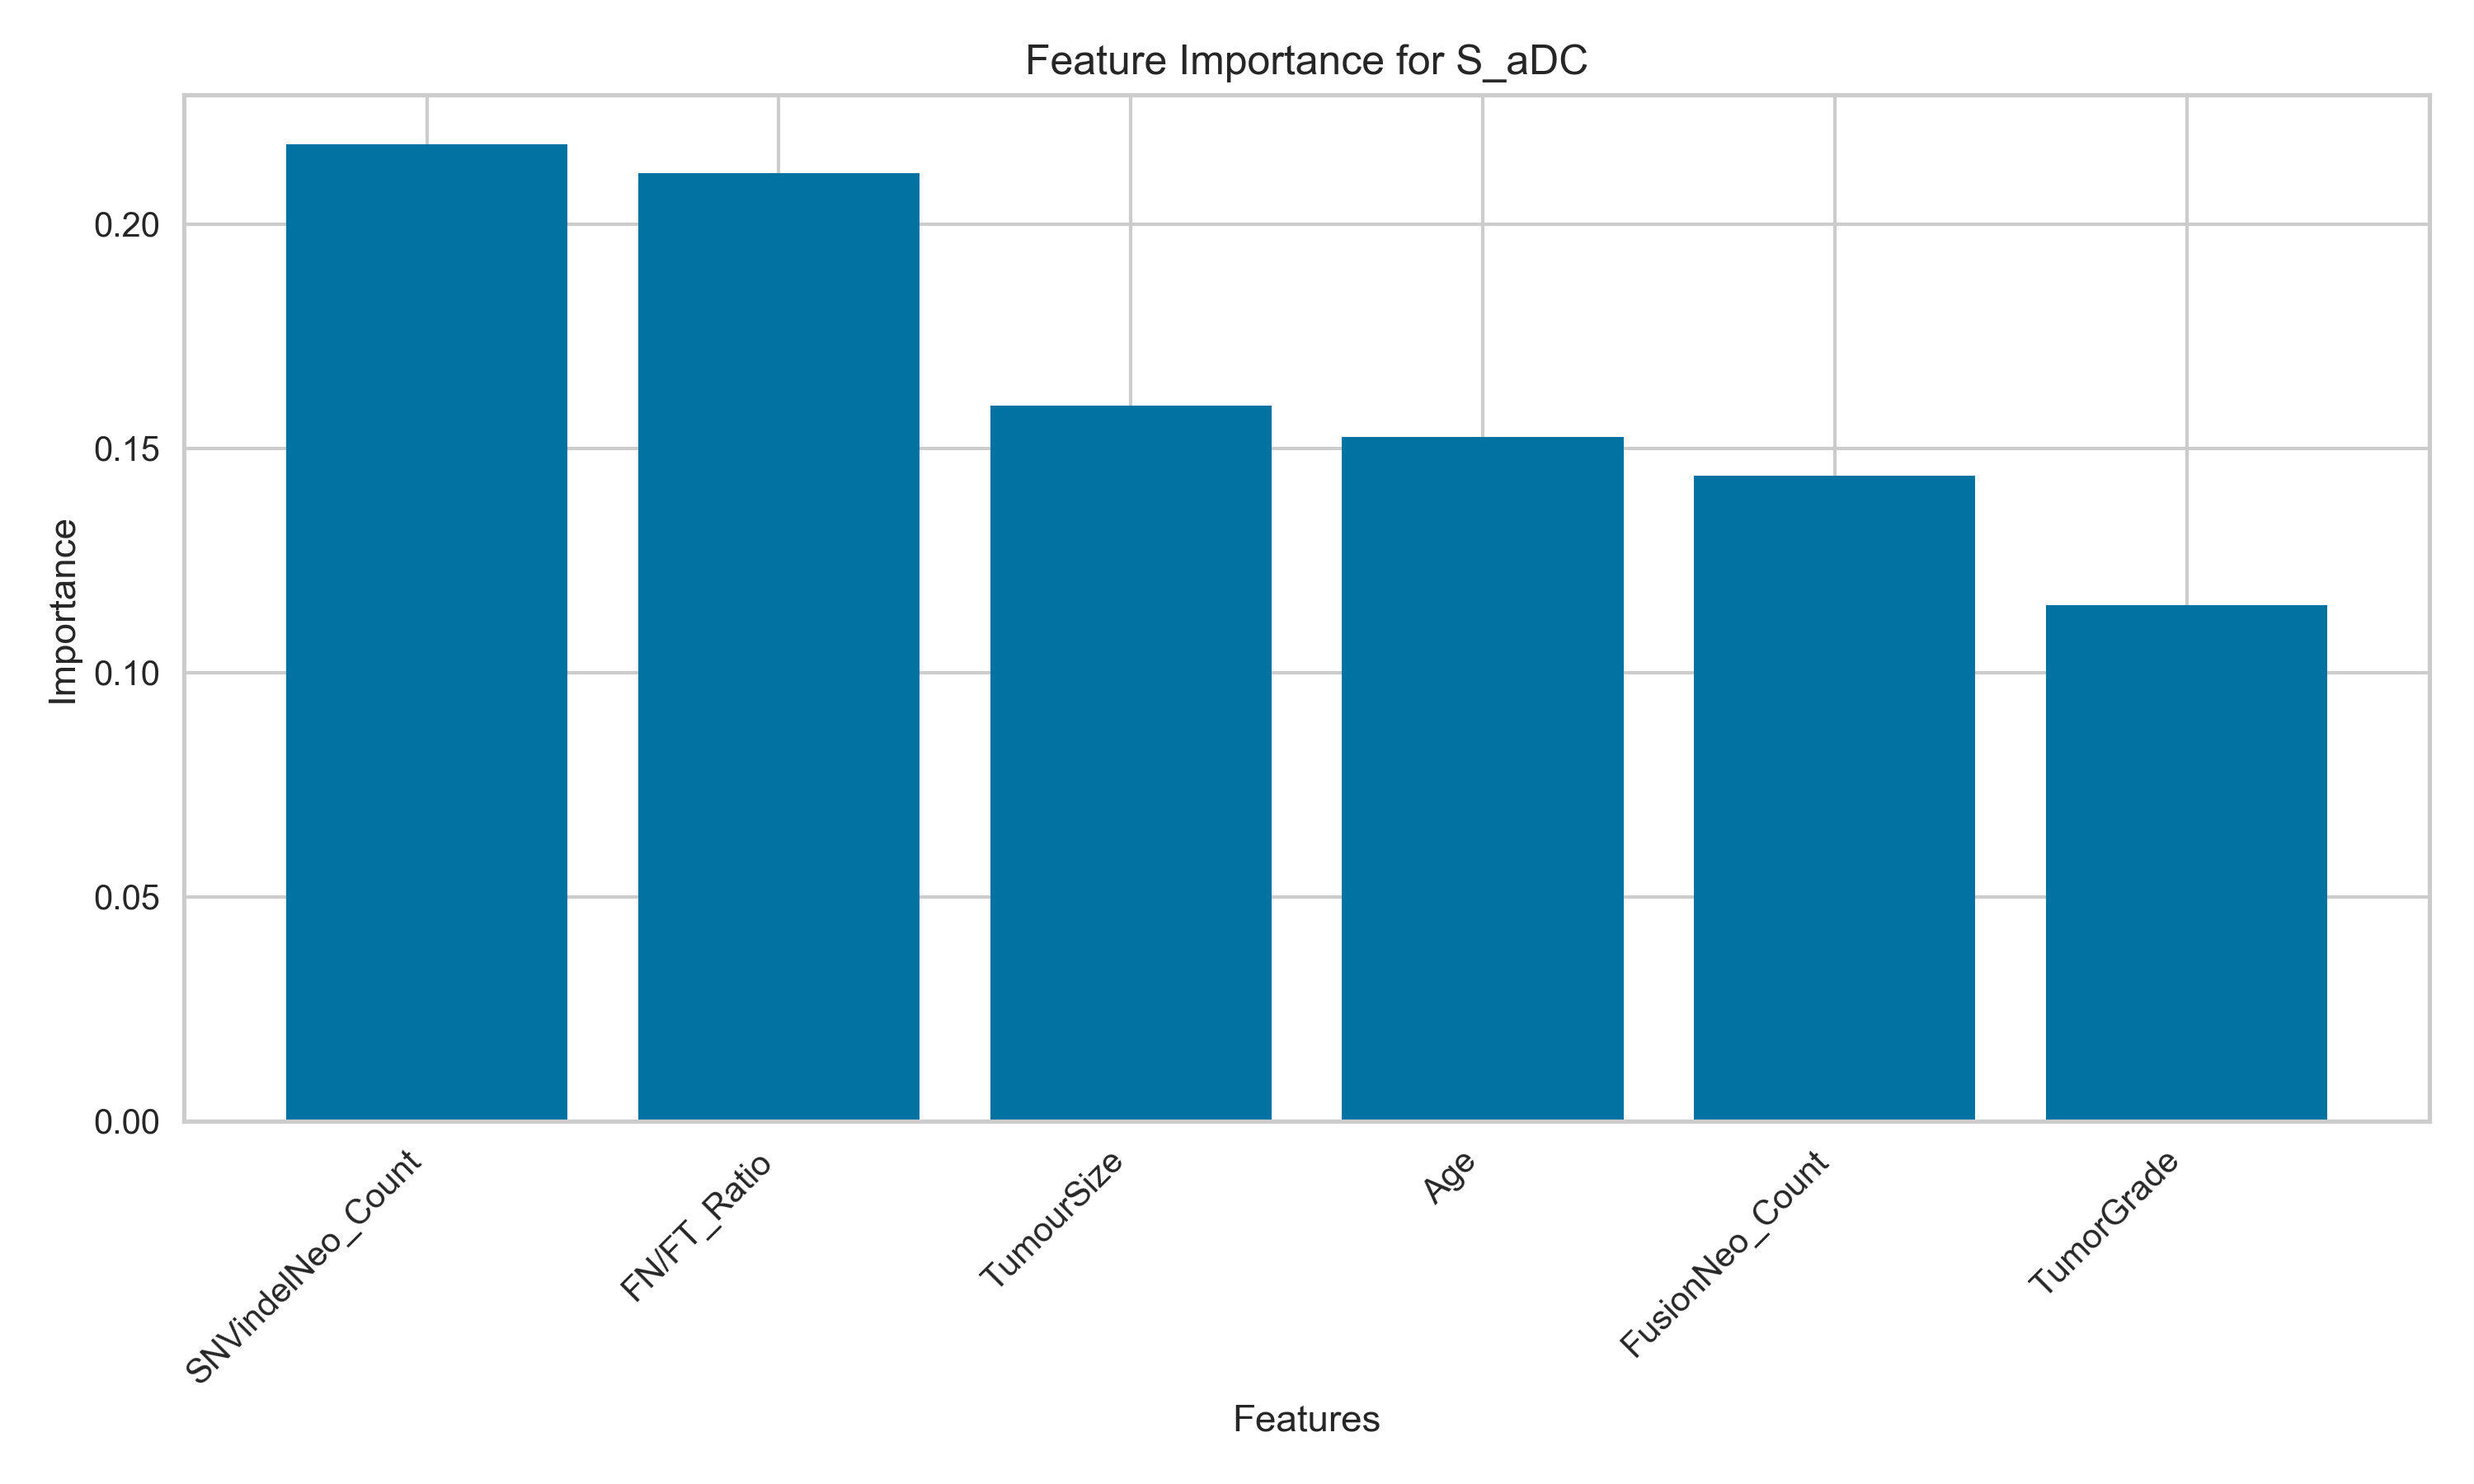 Feature Importance for S_aDC
Importance
0.20
0.15
0.10
0.05
0.00
SNVindelNeo_Count
FN/FT_Ratio
TumourSize
Age
FusionNeo_Count
TumorGrade
Features